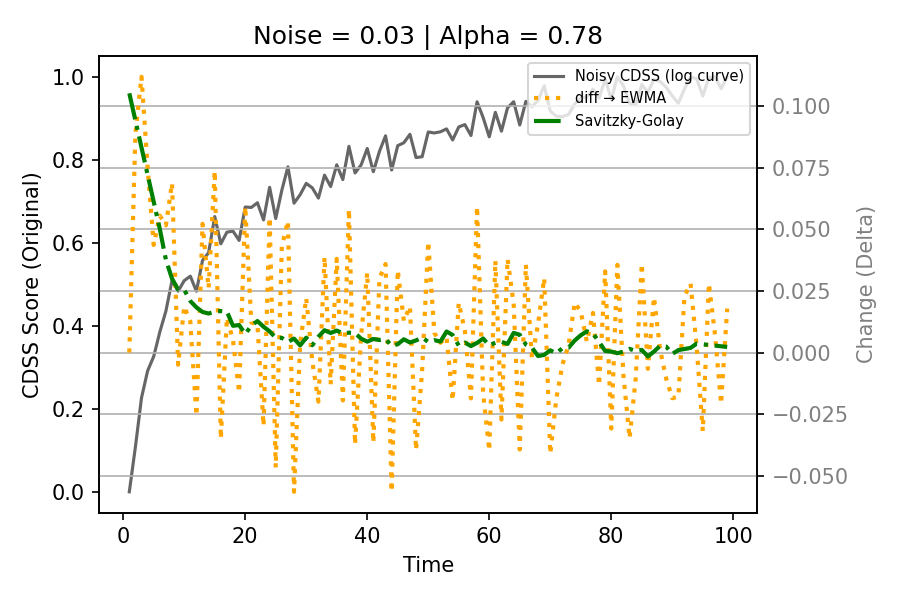 Noise = 0.03 | Alpha = 0.78
Noisy CDSS (log curve)
diff → EWMA
Savitzky-Golay
CDSS Score (Original)
1.0
0.8
0.6
0.4
0.2
0.0
0.100
0.075
0.050
0.025
0.000
−0.025
−0.050
Change (Delta)
0
20
40
60
80
100
Time